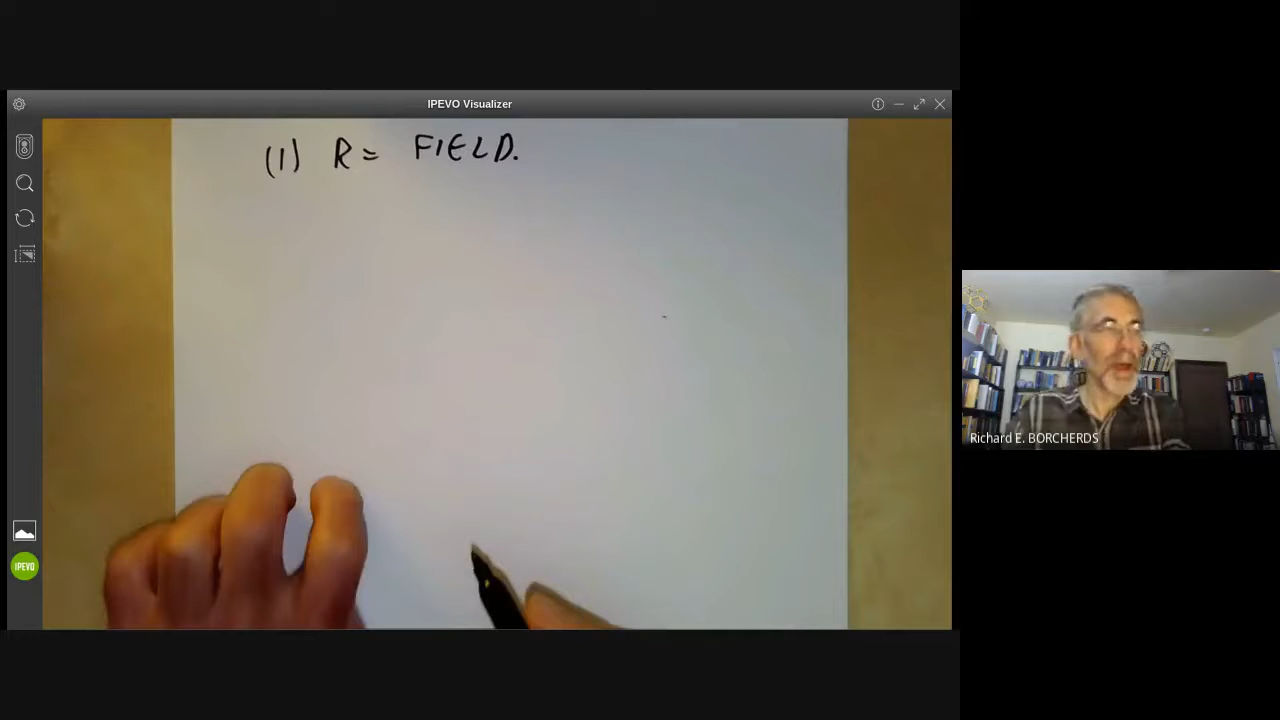 IPEVO Visualizer
(1) R = FIELD.
Richard E. BORCHERDS
IPEVO